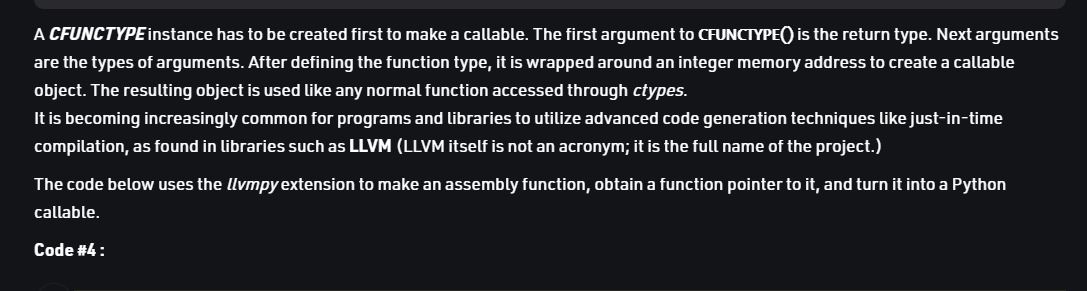 A CFUNCTYPE instance has to be created first to make a callable. The first argument to CFUNCTYPE() is the return type. Next arguments
are the types of arguments. After defining the function type, it is wrapped around an integer memory address to create a callable
object. The resulting object is used like any normal function accessed through ctypes.
It is becoming increasingly common for programs and libraries to utilize advanced code generation techniques like just-in-time
compilation, as found in libraries such as LLVM (LLVM itself is not an acronym; it is the full name of the project.)
The code below uses the llvmpy extension to make an assembly function, obtain a function pointer to it, and turn it into a Python
callable.
Code #4 :